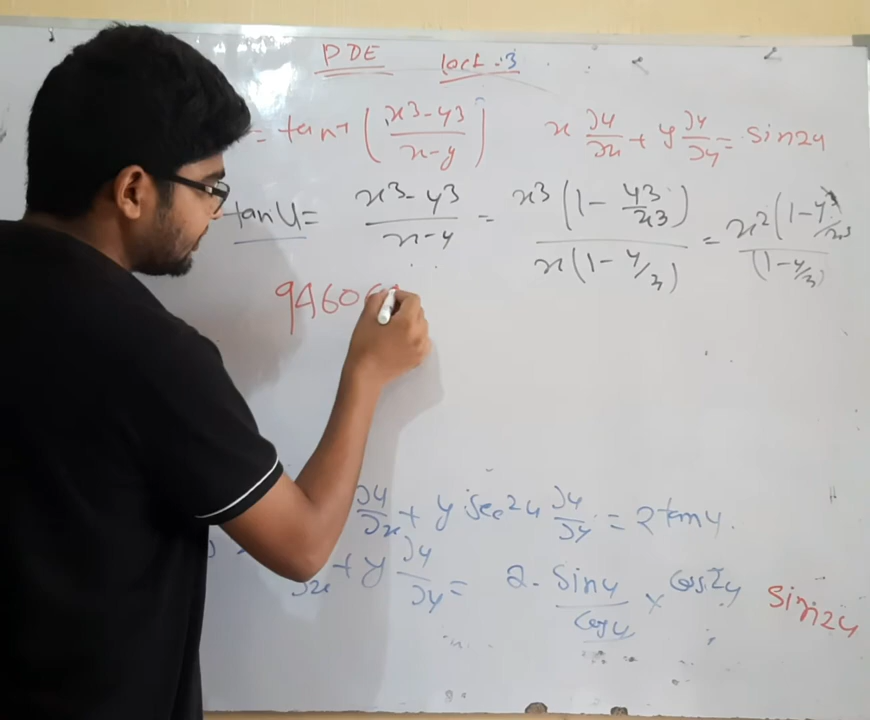 PDE lect :3
= tan-1 (x3-y3 / x-y) x ∂u/∂x + y ∂u/∂y = Sin2u
tan u = x3-y3 / x-y = x3 (1 - y3/x3) / x (1 - y/x) = x2 (1 - y3/x3) / (1 - y/x)
9460
∂u/∂x + y sec2u ∂u/∂y = 2 tan u.
∂x + y ∂u/∂y = 2. Sin u / Cos u x Cos2u Sin2u